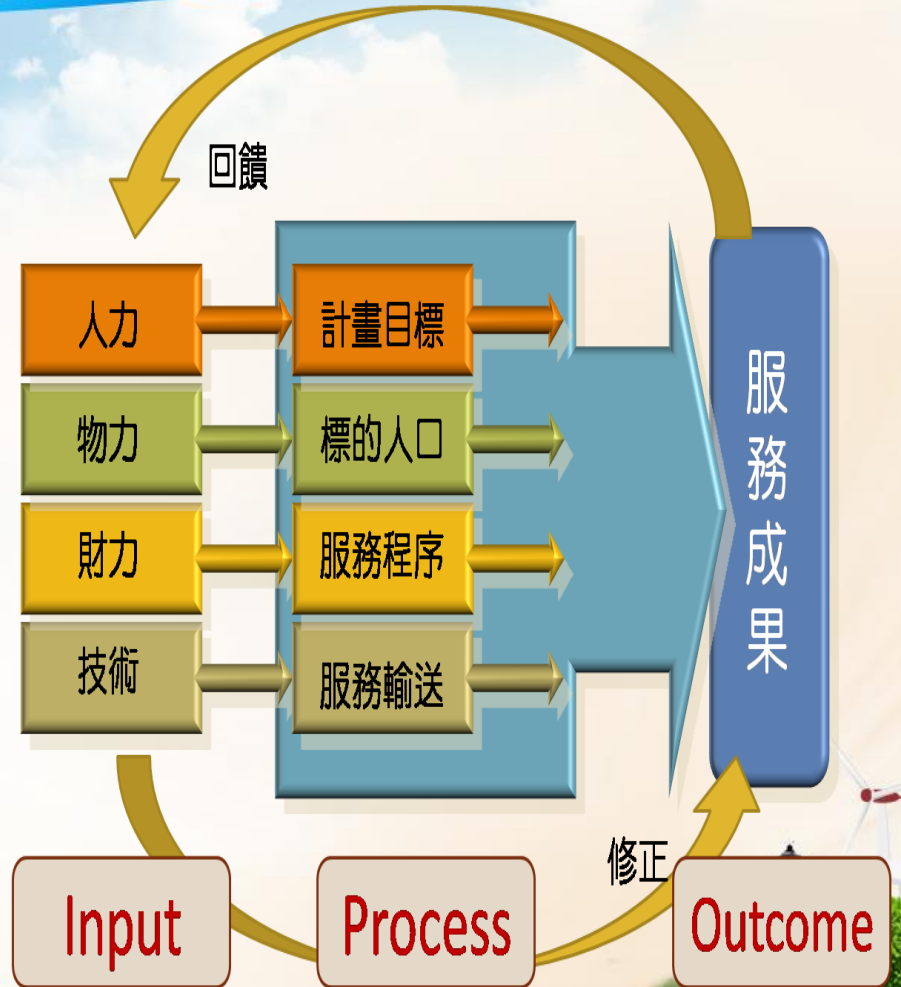 回饋
人力
計畫目標
物力
標的人口
財力
服務程序
技術
服務輸送
服務成果
修正
Input
Process
Outcome